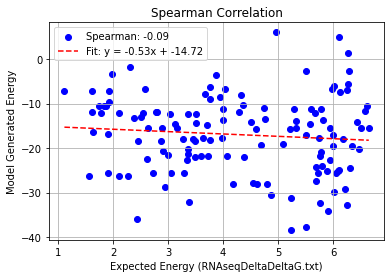 Spearman Correlation
Spearman: -0.09
Fit: y = -0.53x + -14.72
Model Generated Energy
10
0
−10
−20
−30
−40
1 2 3 4 5 6
Expected Energy (RNAseqDeltaDeltaG.txt)